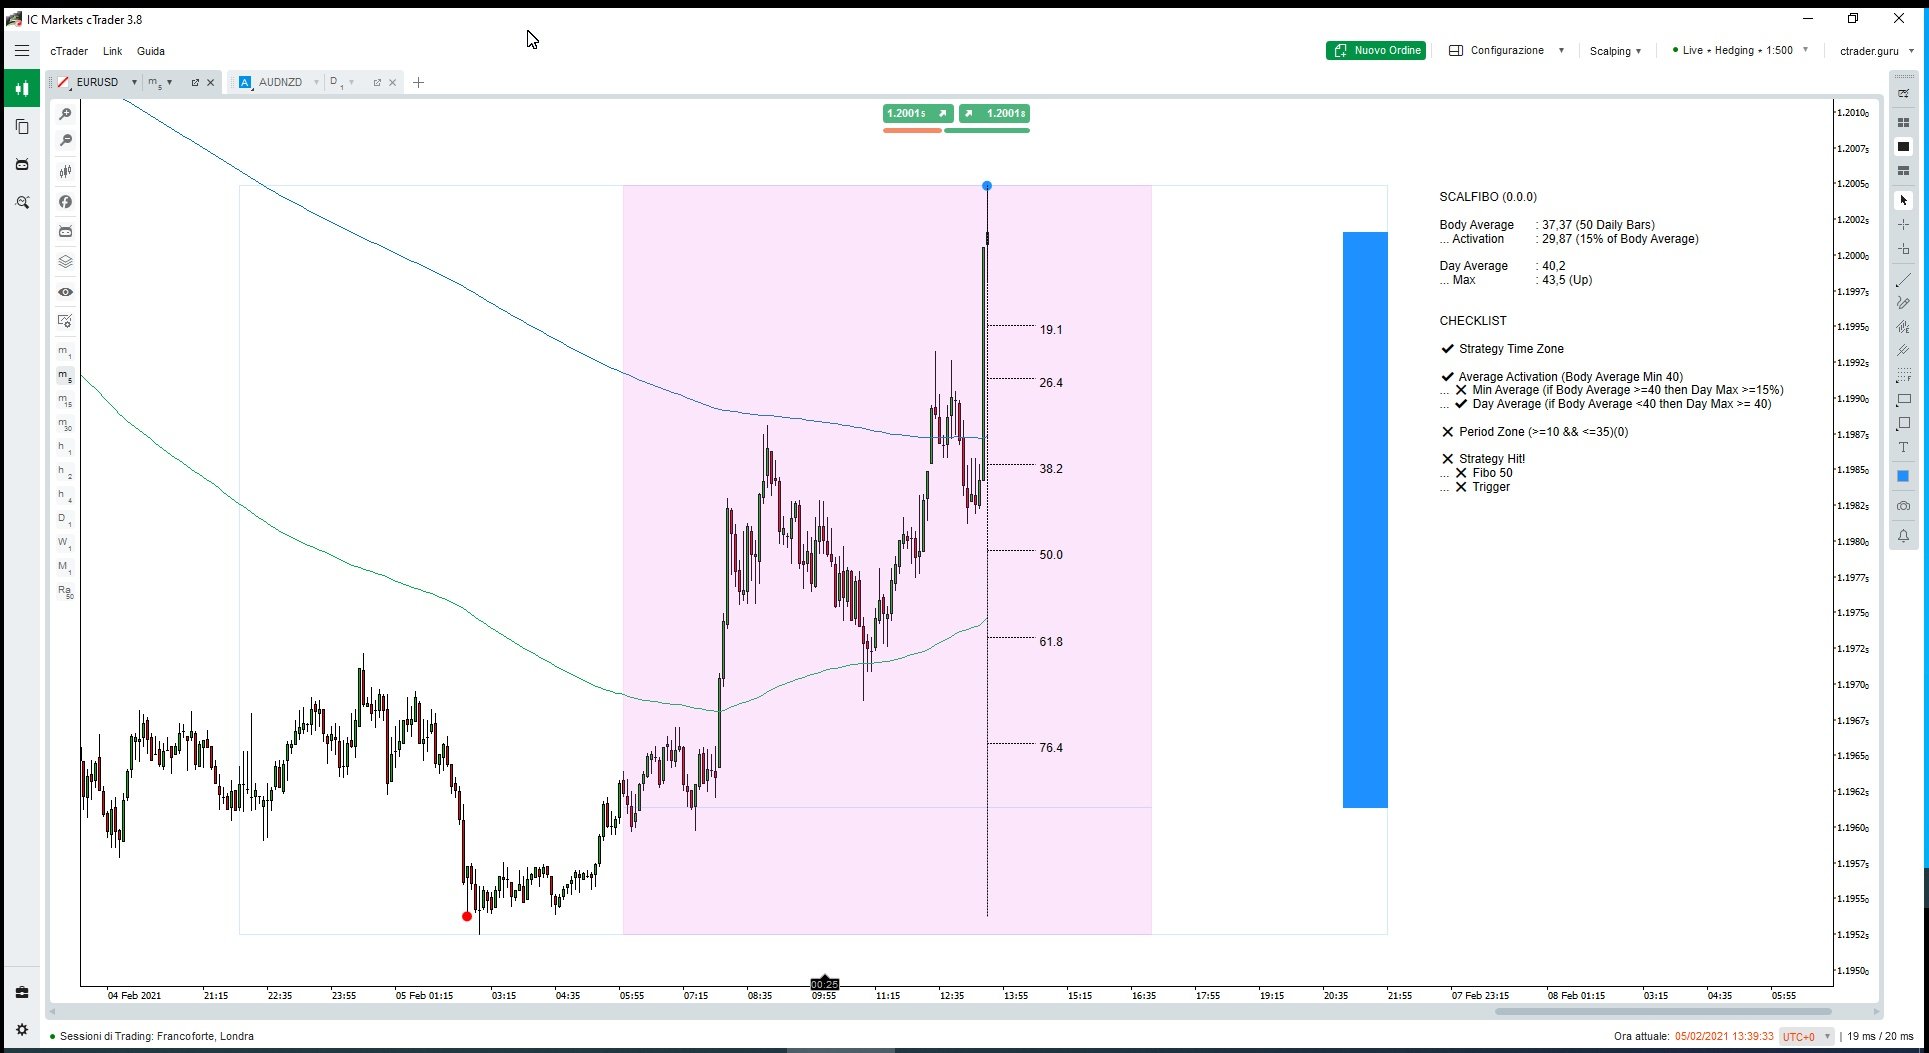 IC Markets cTrader 3.8
cTrader Link Guida
Nuovo Ordine Configurazione Scalping Live • Hedging • 1:500 ctrader.guru
EURUSD m5 AUDNZD D1
1.20015 1.20018
SCALFIBO (0.0.0)
Body Average : 37,37 (50 Daily Bars)
... Activation : 29,87 (15% of Body Average)
Day Average : 40,2
... Max : 43,5 (Up)
CHECKLIST
✔ Strategy Time Zone
✔ Average Activation (Body Average Min 40)
... ✕ Min Average (if Body Average >=40 then Day Max >=15%)
... ✔ Day Average (if Body Average <40 then Day Max >= 40)
✕ Period Zone (>=10 && <=35)(0)
✕ Strategy Hit!
... ✕ Fibo 50
... ✕ Trigger
19.1
26.4
38.2
50.0
61.8
76.4
m1
m5
m15
m30
h1
h2
h4
D1
W1
M1
Ra50
1.20100
1.20075
1.20050
1.20025
1.20000
1.19975
1.19950
1.19925
1.19900
1.19875
1.19850
1.19825
1.19800
1.19775
1.19750
1.19725
1.19700
1.19675
1.19650
1.19625
1.19600
1.19575
1.19550
1.19525
1.19500
00:25
04 Feb 2021 21:15 22:35 23:55 05 Feb 01:15 03:15 04:35 05:55 07:15 08:35 09:55 11:15 12:35 13:55 15:15 16:35 17:55 19:15 20:35 21:55 07 Feb 23:15 08 Feb 01:15 03:15 04:35 05:55
Sessioni di Trading: Francoforte, Londra
Ora attuale: 05/02/2021 13:39:33 UTC+0 | 19 ms / 20 ms